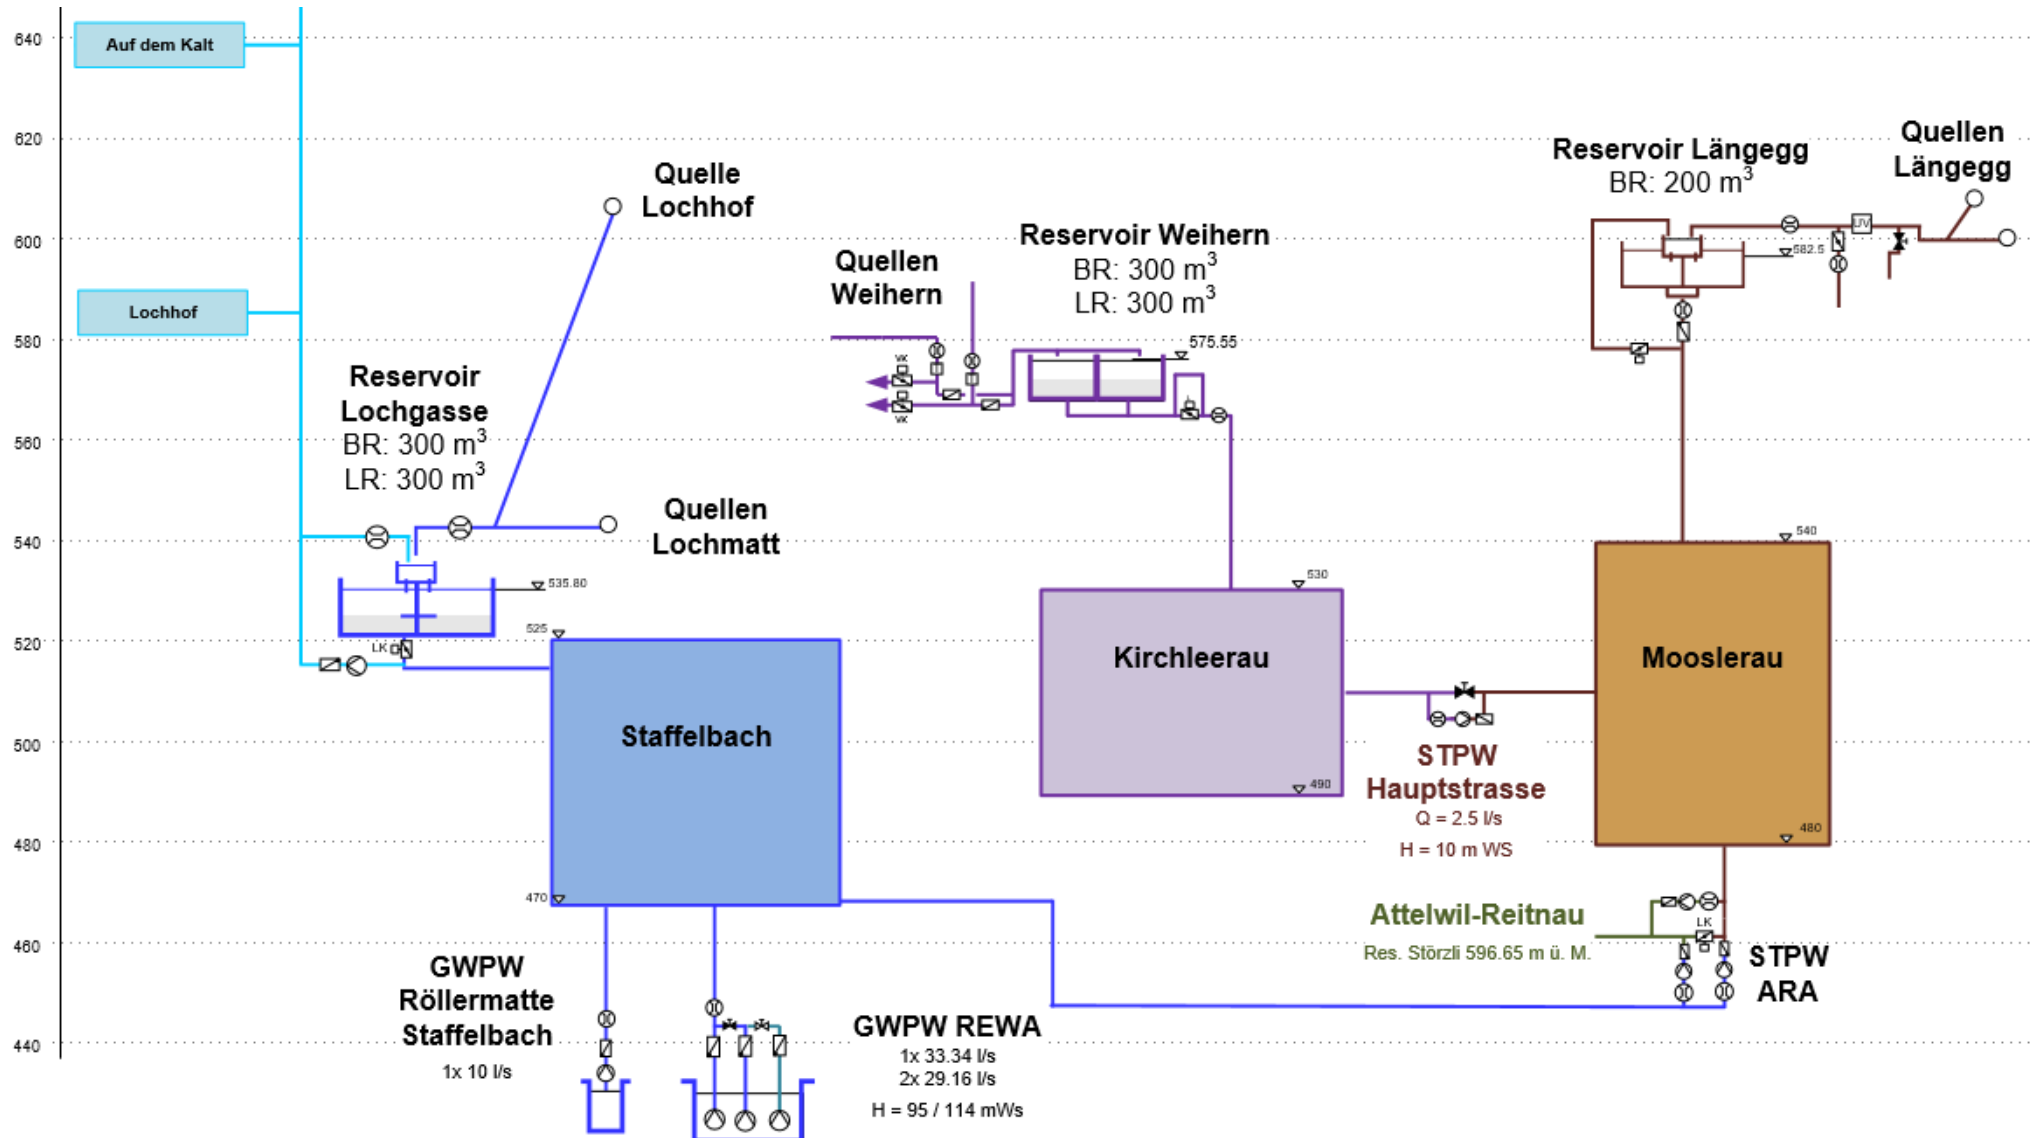 640
620
600
580
560
540
520
500
480
460
440
Auf dem Kalt
Lochhof
Reservoir
Lochgasse
BR: 300 m³
LR: 300 m³
Quelle
Lochhof
Quellen
Lochmatt
535.80
LK
525
Staffelbach
470
GWPW
Röllermatte
Staffelbach
1x 10 l/s
GWPW REWA
1x 33.34 l/s
2x 29.16 l/s
H = 95 / 114 mWs
Quellen
Weihern
VK
VK
Reservoir Weihern
BR: 300 m³
LR: 300 m³
575.55
530
Kirchleerau
490
STPW
Hauptstrasse
Q = 2.5 l/s
H = 10 m WS
Reservoir Längegg
BR: 200 m³
Quellen
Längegg
UV
582.5
540
Mooslerau
480
Attelwil-Reitnau
Res. Störzli 596.65 m ü. M.
LK
STPW
ARA